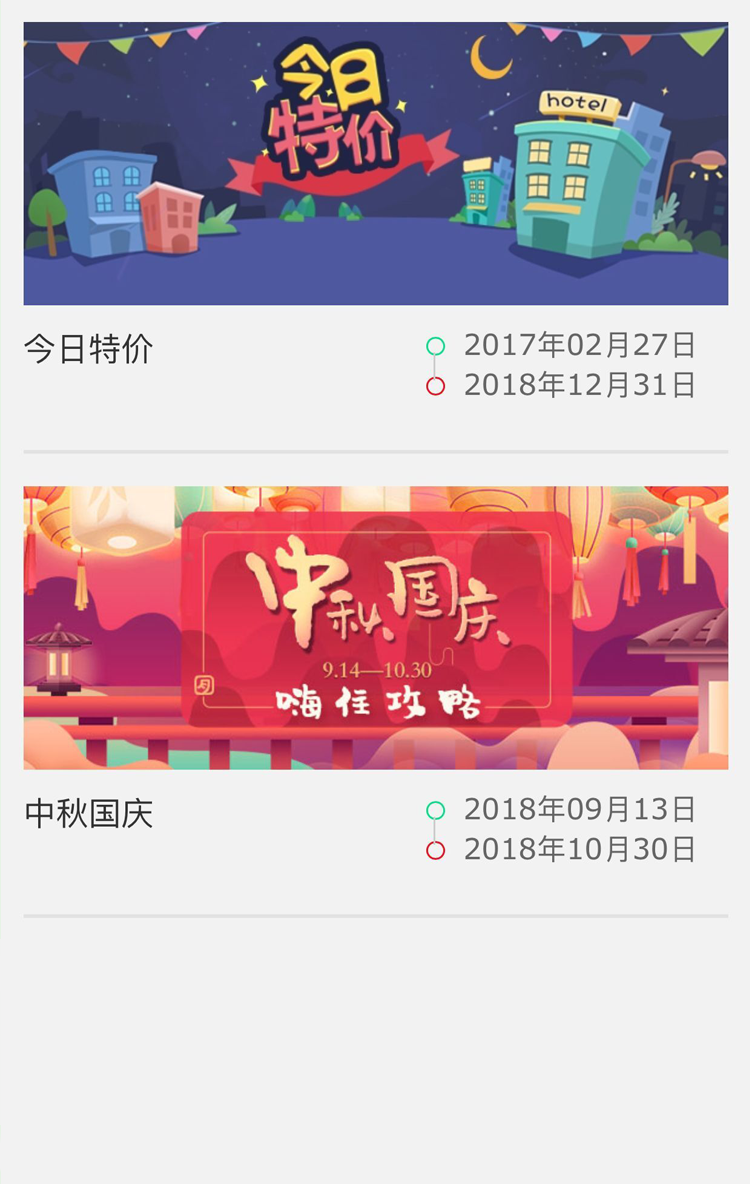 今日
特价
hotel
今日特价
2017年02月27日
2018年12月31日
中秋国庆
9.14—10.30
嗨住攻略
中秋国庆
2018年09月13日
2018年10月30日